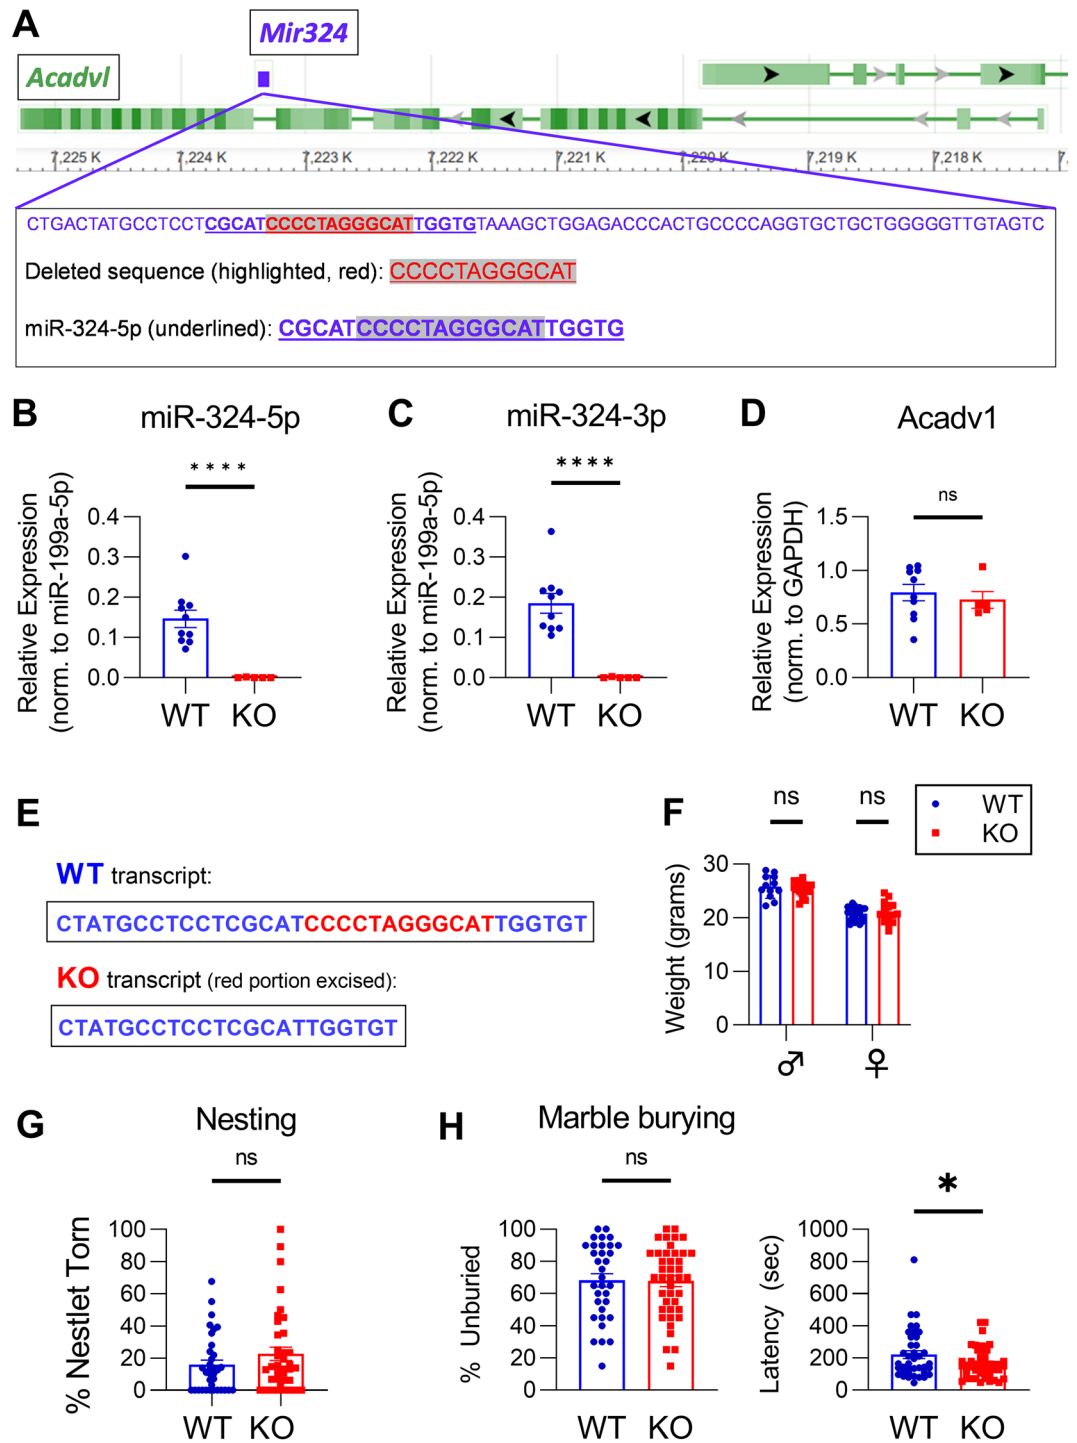 A
Mir324
Acadvl
7,225 K
7,224 K
7,223 K
7,222 K
7,221 K
7,220 K
7,219 K
7,218 K
7,
CTGACTATGCCTCCTCGCATCCCCTAGGGCATTGGTGTAAAGCTGGAGACCCACTGCCCCAGGTGCTGCTGGGGGTTGTAGTC
Deleted sequence (highlighted, red): CCCCTAGGGCAT
miR-324-5p (underlined): CGCATCCCCTAGGGCATTGGTG
B
miR-324-5p
****
Relative Expression
(norm. to miR-199a-5p)
0.4
0.3
0.2
0.1
0.0
WT
KO
C
miR-324-3p
****
Relative Expression
(norm. to miR-199a-5p)
0.4
0.3
0.2
0.1
0.0
WT
KO
D
Acadv1
ns
Relative Expression
(norm. to GAPDH)
1.5
1.0
0.5
0.0
WT
KO
E
WT transcript:
CTATGCCTCCTCGCATCCCCTAGGGCATTGGTGT
KO transcript (red portion excised):
CTATGCCTCCTCGCATTGGTGT
F
ns
ns
WT
KO
Weight (grams)
30
20
10
0
♂
♀
G
Nesting
ns
% Nestlet Torn
100
80
60
40
20
0
WT
KO
H
Marble burying
ns
% Unburied
100
80
60
40
20
0
WT
KO
*
Latency (sec)
1000
800
600
400
200
0
WT
KO